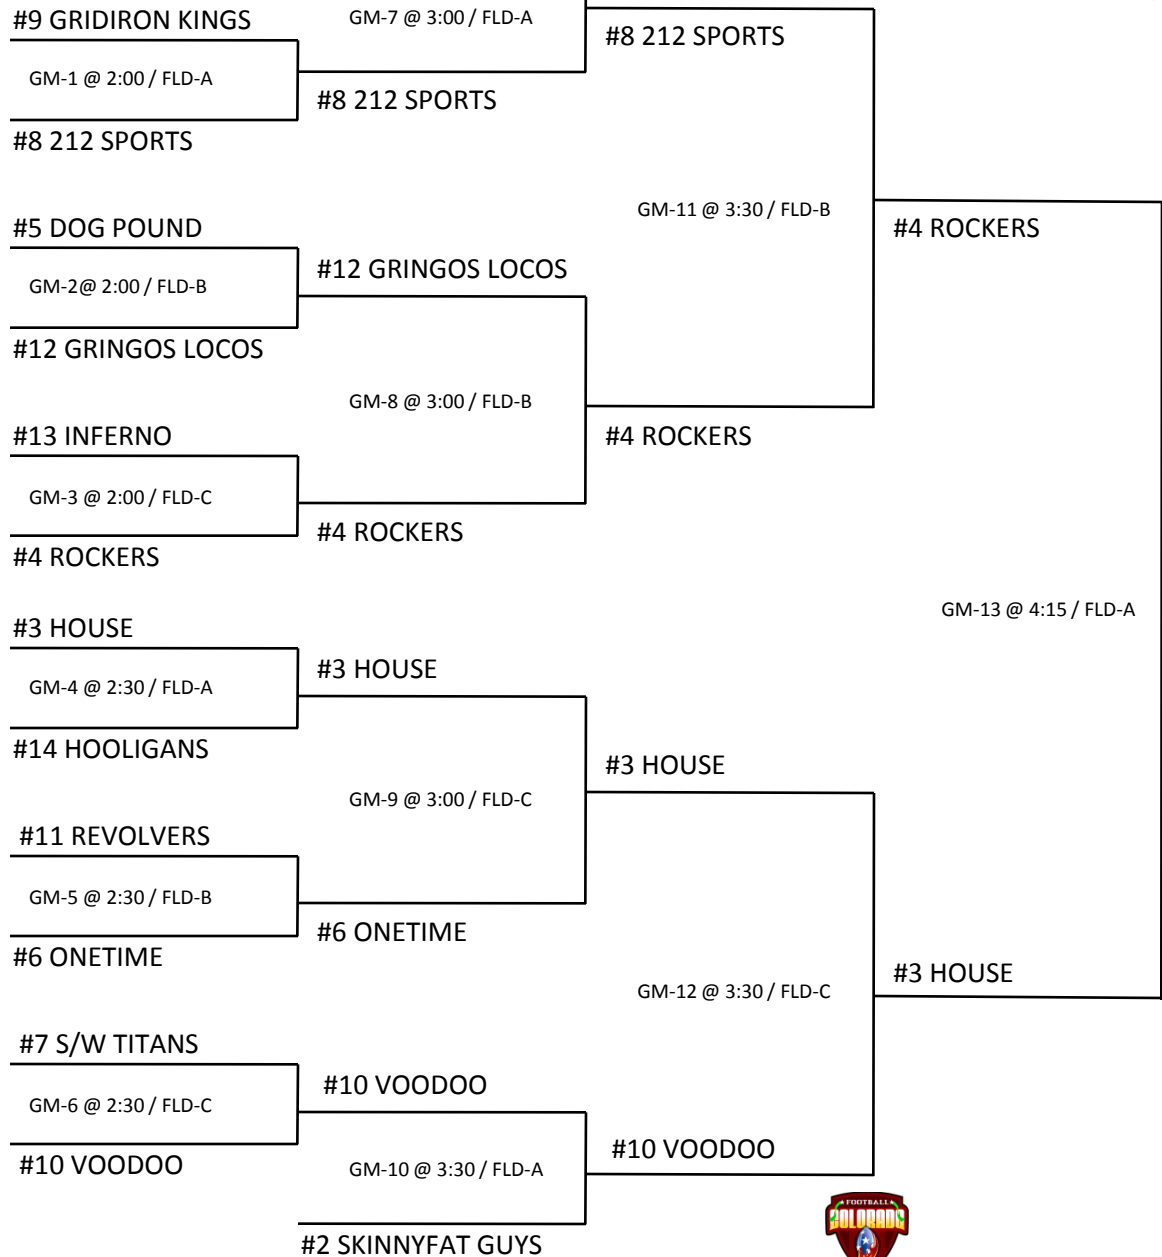 #9 GRIDIRON KINGS
GM-7 @ 3:00 / FLD-A
#8 212 SPORTS
GM-1 @ 2:00 / FLD-A
#8 212 SPORTS
#8 212 SPORTS
GM-11 @ 3:30 / FLD-B
#5 DOG POUND
#4 ROCKERS
#12 GRINGOS LOCOS
GM-2@ 2:00 / FLD-B
#12 GRINGOS LOCOS
GM-8 @ 3:00 / FLD-B
#13 INFERNO
#4 ROCKERS
GM-3 @ 2:00 / FLD-C
#4 ROCKERS
#4 ROCKERS
GM-13 @ 4:15 / FLD-A
#3 HOUSE
#3 HOUSE
GM-4 @ 2:30 / FLD-A
#14 HOOLIGANS
#3 HOUSE
GM-9 @ 3:00 / FLD-C
#11 REVOLVERS
GM-5 @ 2:30 / FLD-B
#6 ONETIME
#6 ONETIME
#3 HOUSE
GM-12 @ 3:30 / FLD-C
#7 S/W TITANS
#10 VOODOO
GM-6 @ 2:30 / FLD-C
#10 VOODOO
#10 VOODOO
GM-10 @ 3:30 / FLD-A
FOOTBALL
COLORADO
#2 SKINNYFAT GUYS